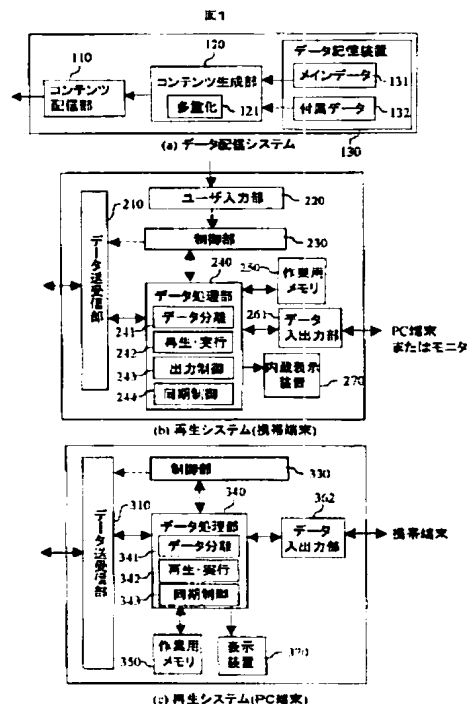 図1
120
データ記憶装置
110
コンテンツ生成部
メインデータ
131
コンテンツ
配信部
多重化
121
付属データ
132
(a) データ配信システム
130
210
ユーザ入力部
220
制御部
230
データ送受信部
240
250
データ処理部
作業用
メモリ
241
データ分離
261
データ
入出力部
PC端末
またはモニタ
242
再生・実行
243
出力制御
内蔵表示
装置
270
244
同期制御
(b) 再生システム(携帯端末)
制御部
330
310
データ送受信部
340
362
データ処理部
データ
入出力部
携帯端末
341
データ分離
342
再生・実行
343
同期制御
350
作業用
メモリ
表示
装置
370
(c) 再生システム(PC端末)